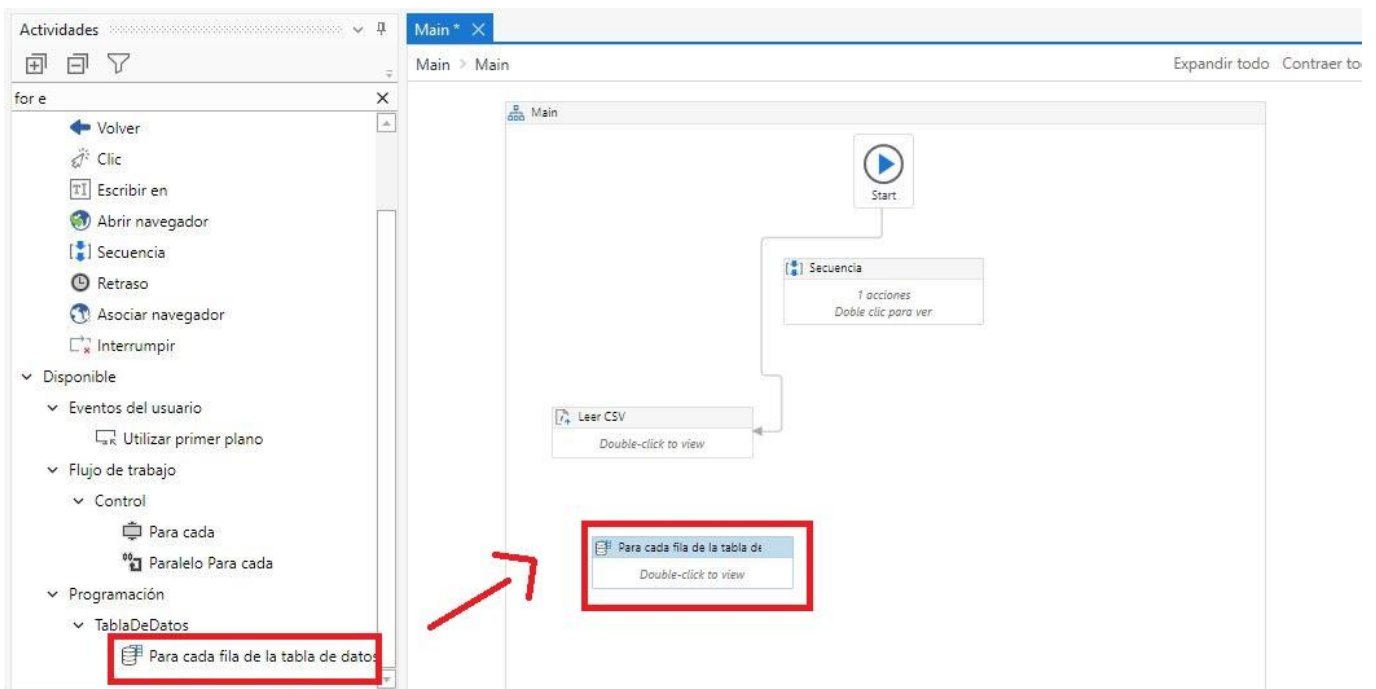 Actividades
for e
Volver
Clic
Escribir en
Abrir navegador
Secuencia
Retraso
Asociar navegador
Interrumpir
Disponible
Eventos del usuario
Utilizar primer plano
Flujo de trabajo
Control
Para cada
Paralelo Para cada
Programación
TablaDeDatos
Para cada fila de la tabla de datos
Main *
Main > Main
Expandir todo Contraer to
Main
Start
Secuencia
1 acciones
Doble clic para ver
Leer CSV
Double-click to view
Para cada fila de la tabla de
Double-click to view